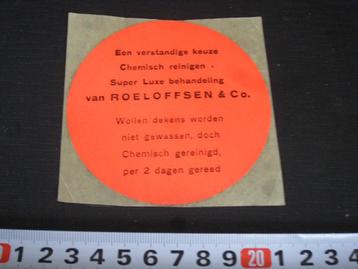 Een verstandige keuze
Chemisch reinigen -
Super Luxe behandeling
van ROELOFFSEN & Co.
Wollen dekens worden
niet gewassen, doch
Chemisch gereinigd,
per 2 dagen gereed
1 2 3 4 5 6 7 8 9 20 1 2 3 4